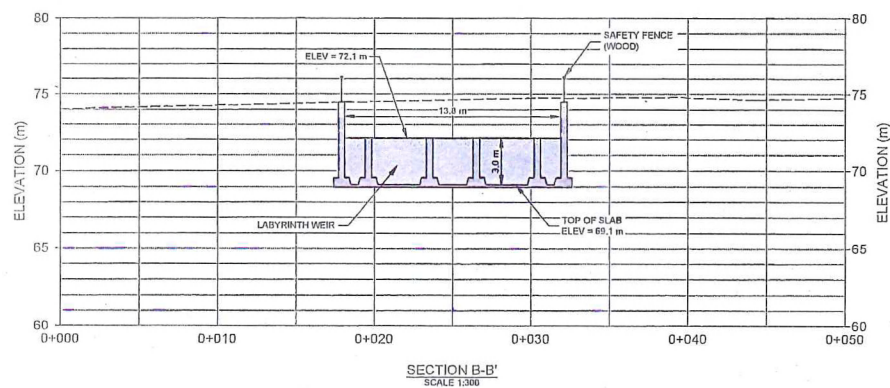 80
75
70
65
60
ELEVATION (m)
ELEV = 72.1 m
SAFETY FENCE
(WOOD)
13.8 m
3.0 m
LABYRINTH WEIR
TOP OF SLAB
ELEV = 69.1 m
80
75
70
65
60
ELEVATION (m)
0+000
0+010
0+020
0+030
0+040
0+050
SECTION B-B'
SCALE 1:300